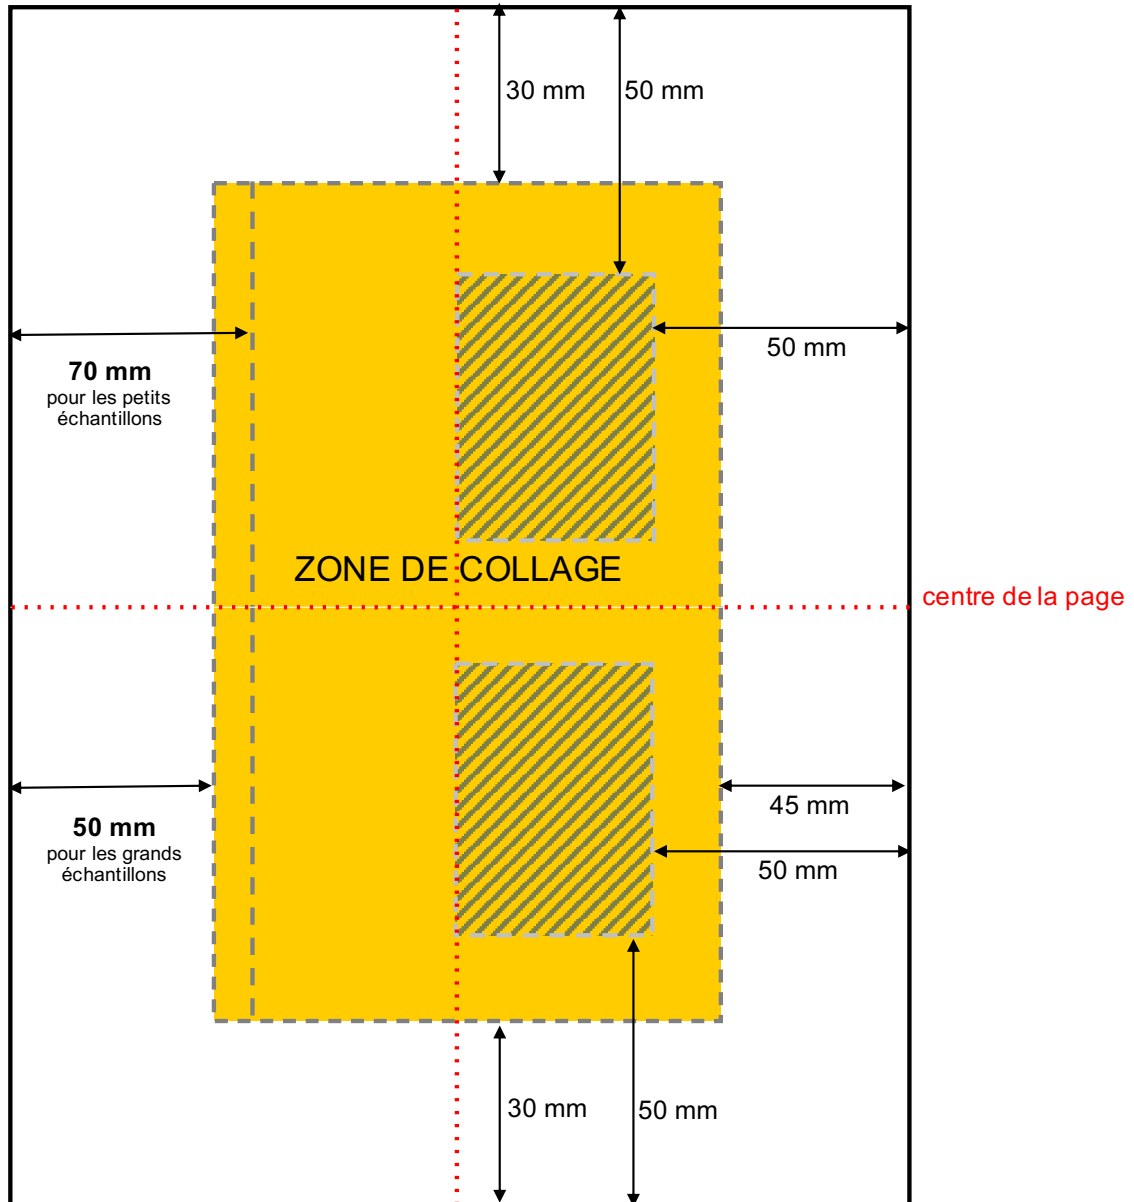 30 mm
50 mm
50 mm
70 mm
pour les petits
échantillons
ZONE DE COLLAGE
centre de la page
45 mm
50 mm
pour les grands
échantillons
50 mm
30 mm
50 mm